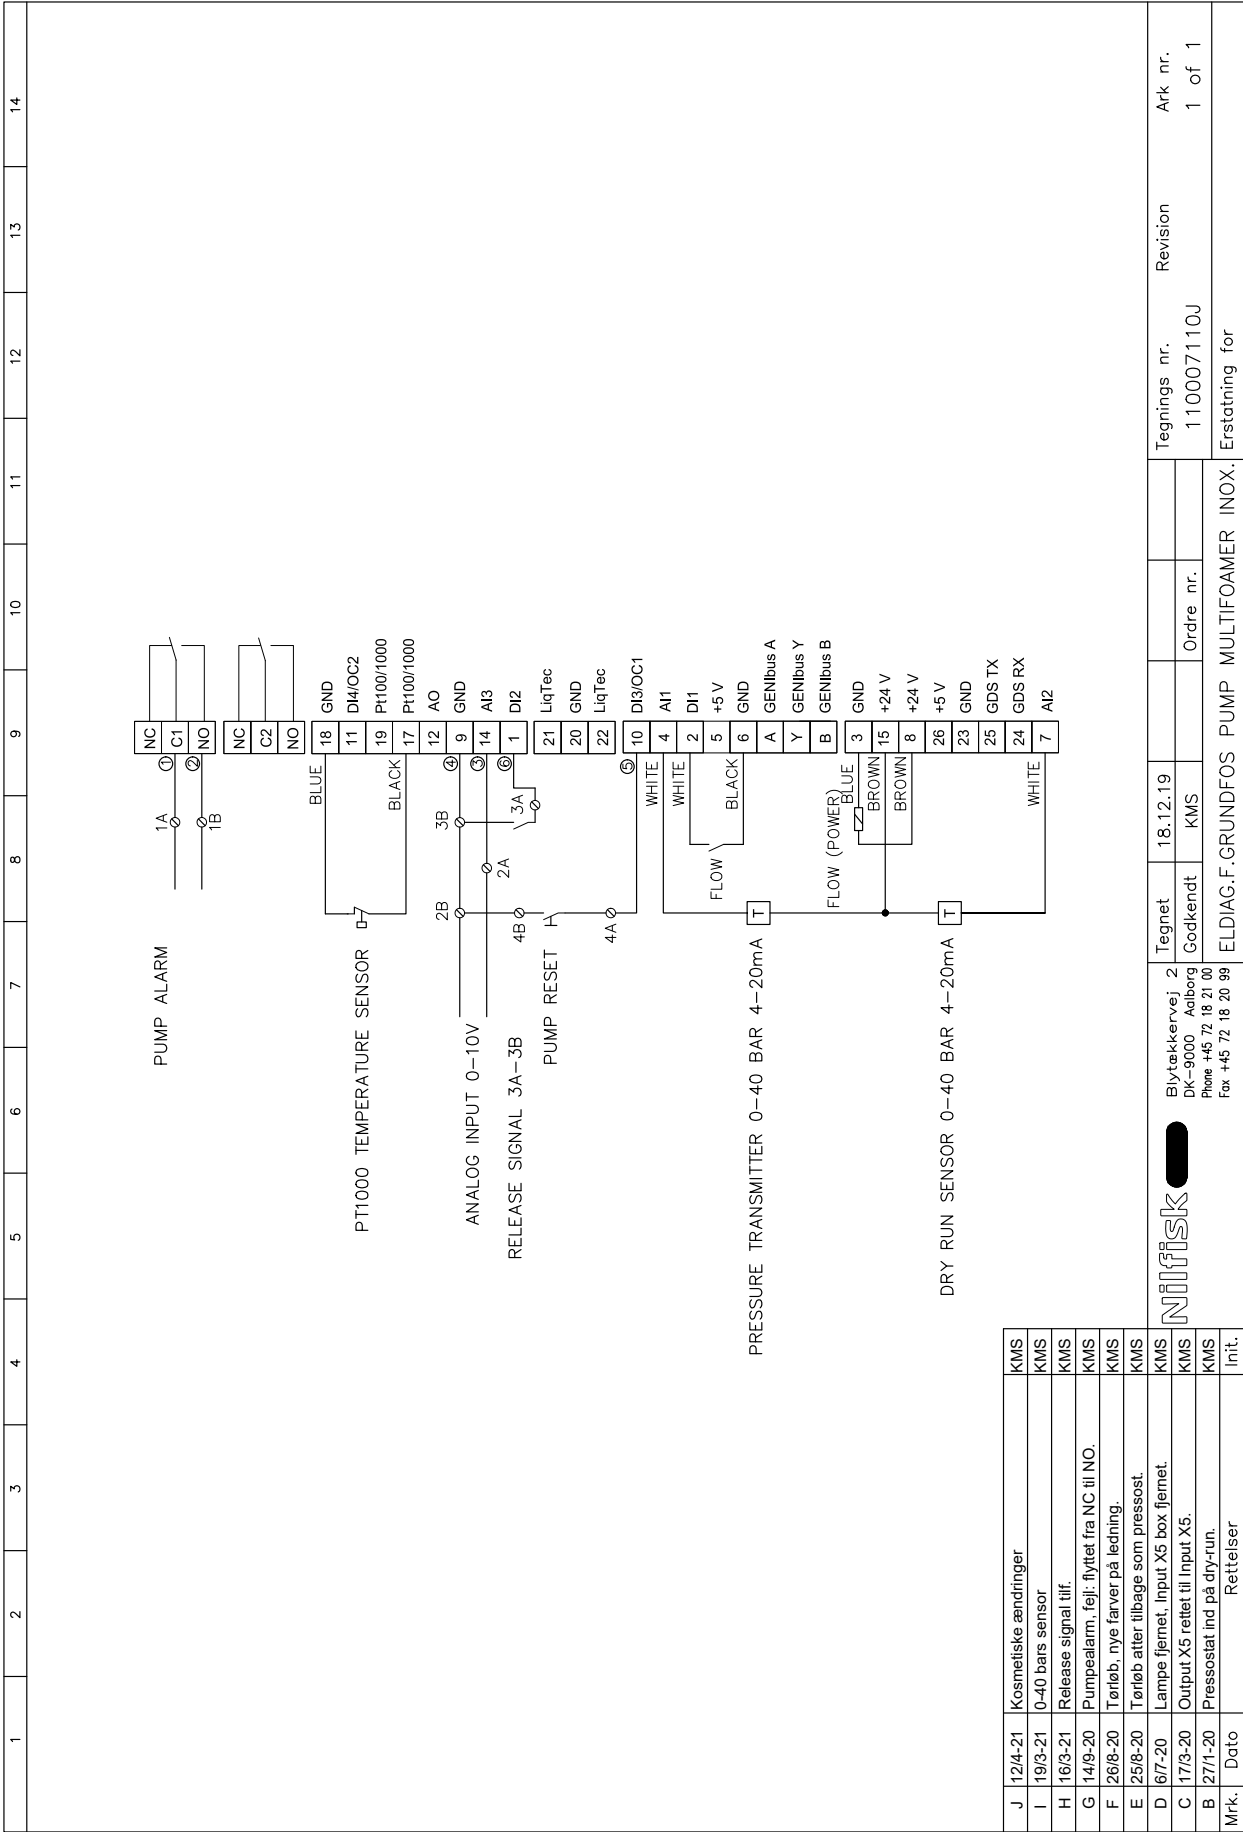 1 2 3 4 5 6 7 8 9 10 11 12 13 14
PUMP ALARM
1A
1B
①
②
NC
C1
NO
NC
C2
NO
PT1000 TEMPERATURE SENSOR
BLUE
BLACK
18 GND
11 DI4/OC2
19 Pt100/1000
17 Pt100/1000
12 AO
④ 9 GND
③ 14 AI3
⑥ 1 DI2
ANALOG INPUT 0-10V
RELEASE SIGNAL 3A-3B
2B
3B
2A
3A
PUMP RESET
4B
4A
21 LiqTec
20 GND
22 LiqTec
⑤ 10 DI3/OC1
WHITE 4 AI1
WHITE 2 DI1
5 +5 V
BLACK 6 GND
A GENIbus A
Y GENIbus Y
B GENIbus B
FLOW
PRESSURE TRANSMITTER 0-40 BAR 4-20mA
T
FLOW (POWER)
BLUE 3 GND
BROWN 15 +24 V
BROWN 8 +24 V
26 +5 V
23 GND
25 GDS TX
24 GDS RX
WHITE 7 AI2
DRY RUN SENSOR 0-40 BAR 4-20mA
T
J 12/4-21 Kosmetiske ændringer KMS
I 19/3-21 0-40 bars sensor KMS
H 16/3-21 Release signal tilf. KMS
G 14/9-20 Pumpealarm, fejl: flyttet fra NC til NO. KMS
F 26/8-20 Tørløb, nye farver på ledning. KMS
E 25/8-20 Tørløb atter tilbage som pressost. KMS
D 6/7-20 Lampe fjernet, Input X5 box fjernet. KMS
C 17/3-20 Output X5 rettet til Input X5. KMS
B 27/1-20 Pressostat ind på dry-run. KMS
Mrk. Dato Rettelser Init.
Nilfisk
Blytækkervej 2
DK-9000 Aalborg
Phone +45 72 18 21 00
Fax +45 72 18 20 99
Tegnet 18.12.19
Godkendt KMS Ordre nr.
ELDIAG.F.GRUNDFOS PUMP MULTIFOAMER INOX.
Tegnings nr. Revision Ark nr.
110007110J 1 of 1
Erstatning for